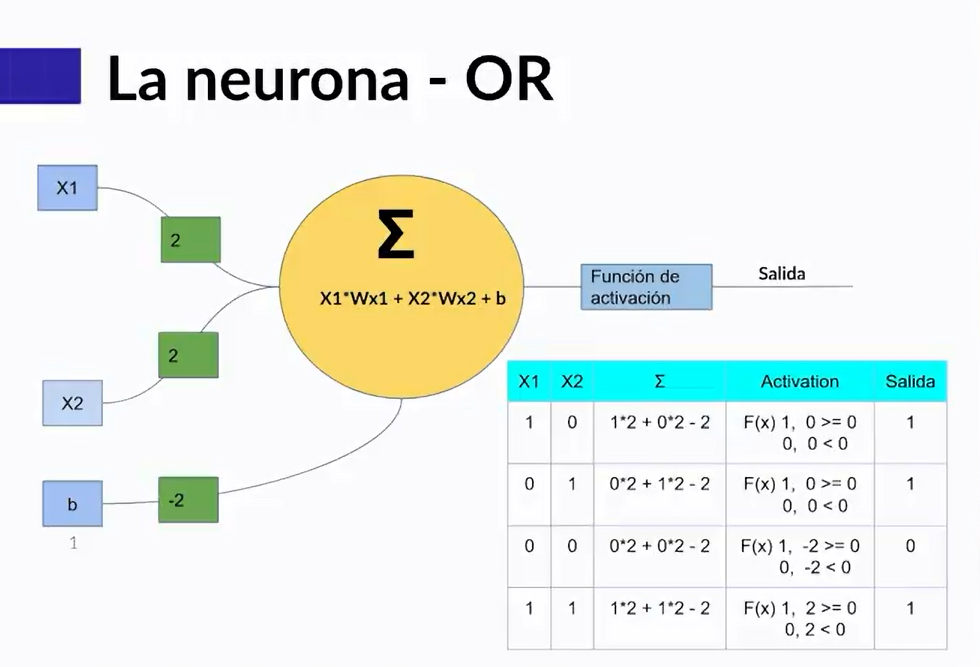 La neurona - OR
X1
2
Σ
X1*Wx1 + X2*Wx2 + b
Función de
activación
Salida
2
X2
b
-2
1
X1 X2 Σ Activation Salida
1 0 1*2 + 0*2 - 2 F(x) 1, 0 >= 0 1
0, 0 < 0
0 1 0*2 + 1*2 - 2 F(x) 1, 0 >= 0 1
0, 0 < 0
0 0 0*2 + 0*2 - 2 F(x) 1, -2 >= 0 0
0, -2 < 0
1 1 1*2 + 1*2 - 2 F(x) 1, 2 >= 0 1
0, 2 < 0